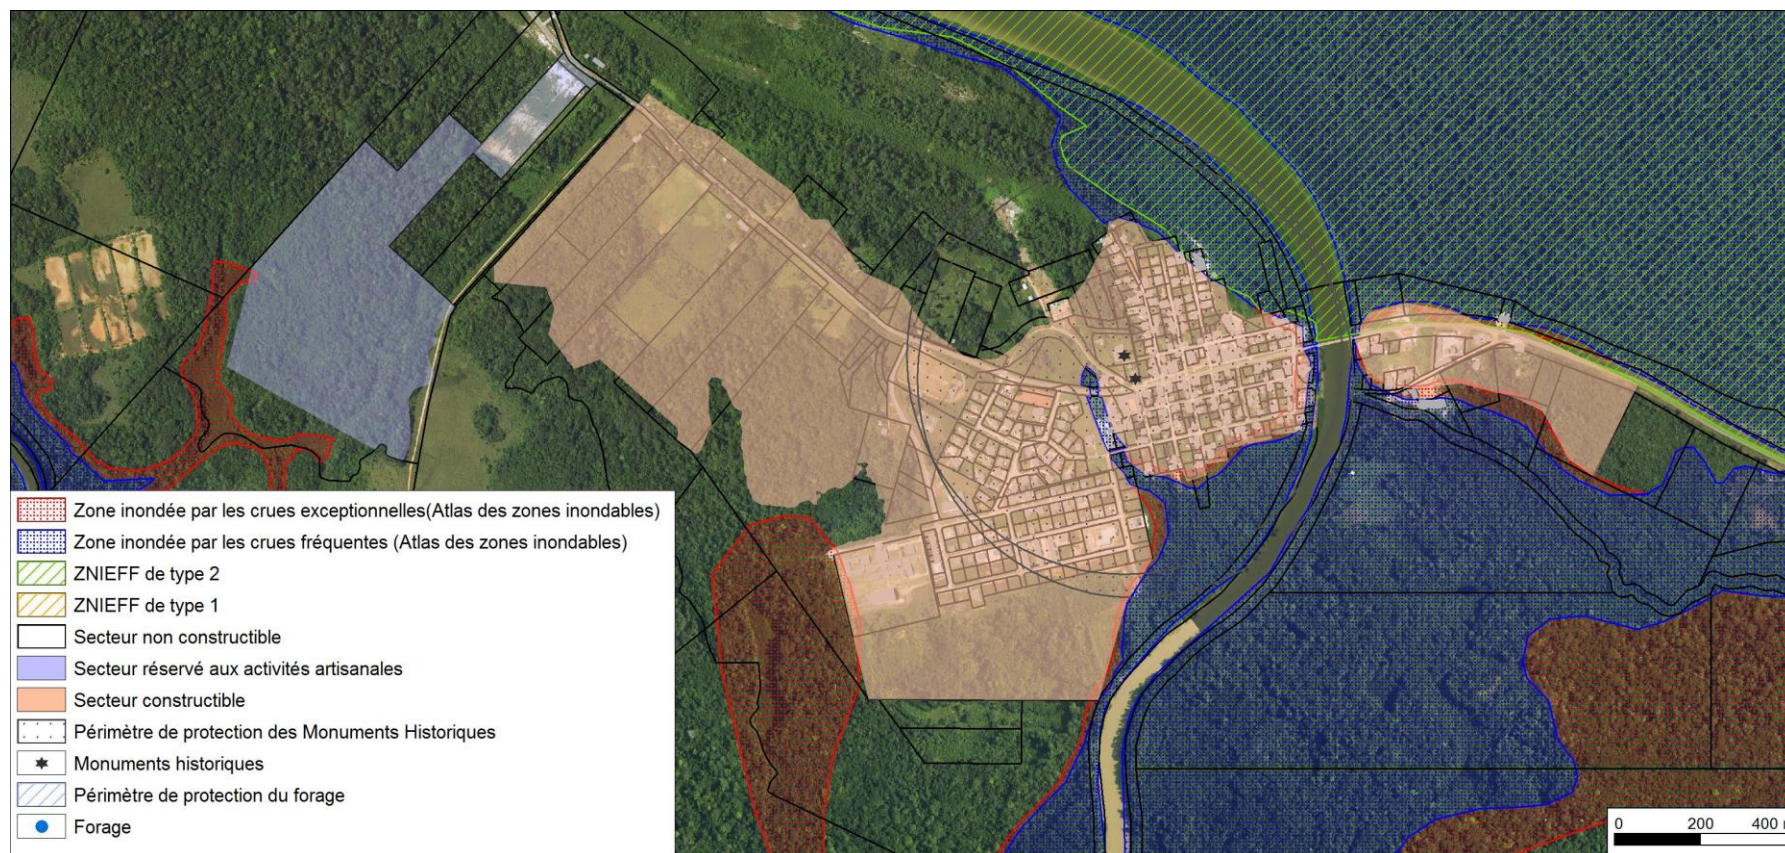 Zone inondée par les crues exceptionnelles(Atlas des zones inondables)
Zone inondée par les crues fréquentes (Atlas des zones inondables)
ZNIEFF de type 2
ZNIEFF de type 1
Secteur non constructible
Secteur réservé aux activités artisanales
Secteur constructible
Périmètre de protection des Monuments Historiques
Monuments historiques
Périmètre de protection du forage
Forage
0 200 400